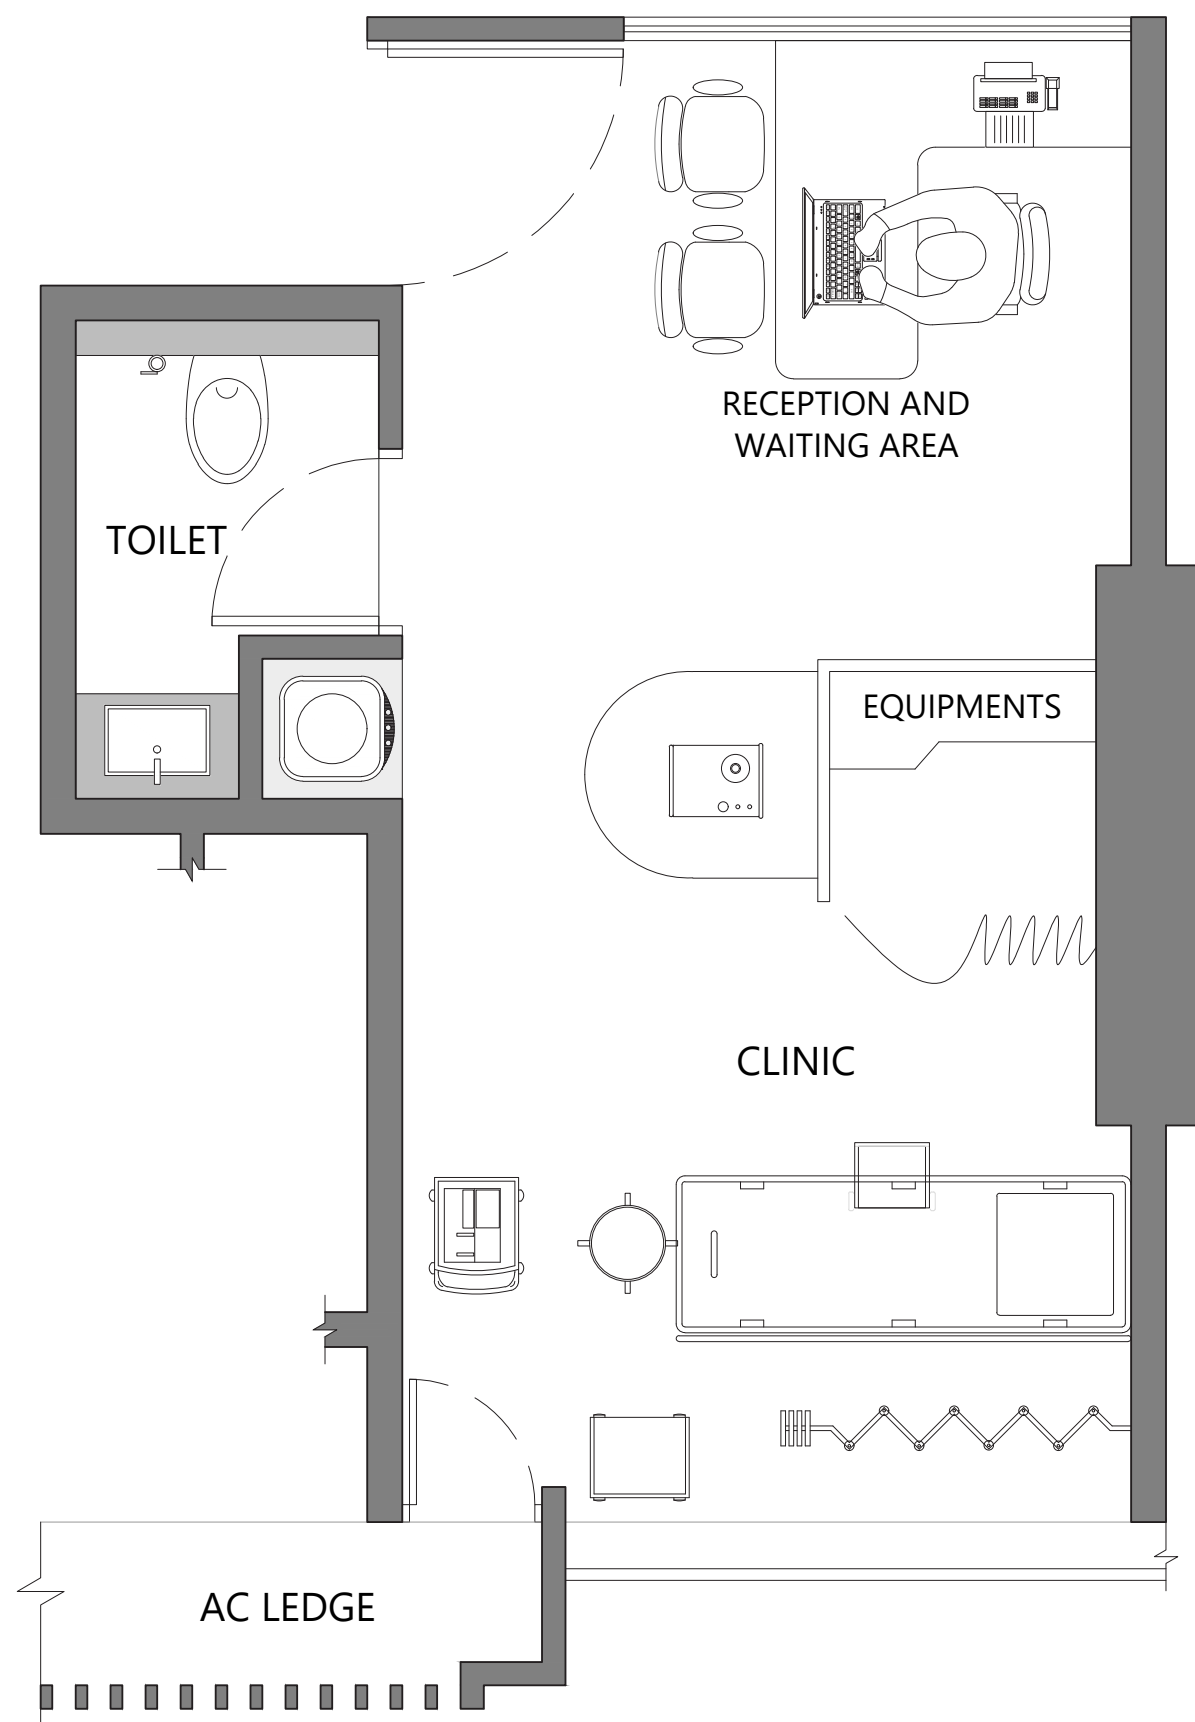 RECEPTION AND
WAITING AREA
TOILET
EQUIPMENTS
CLINIC
AC LEDGE